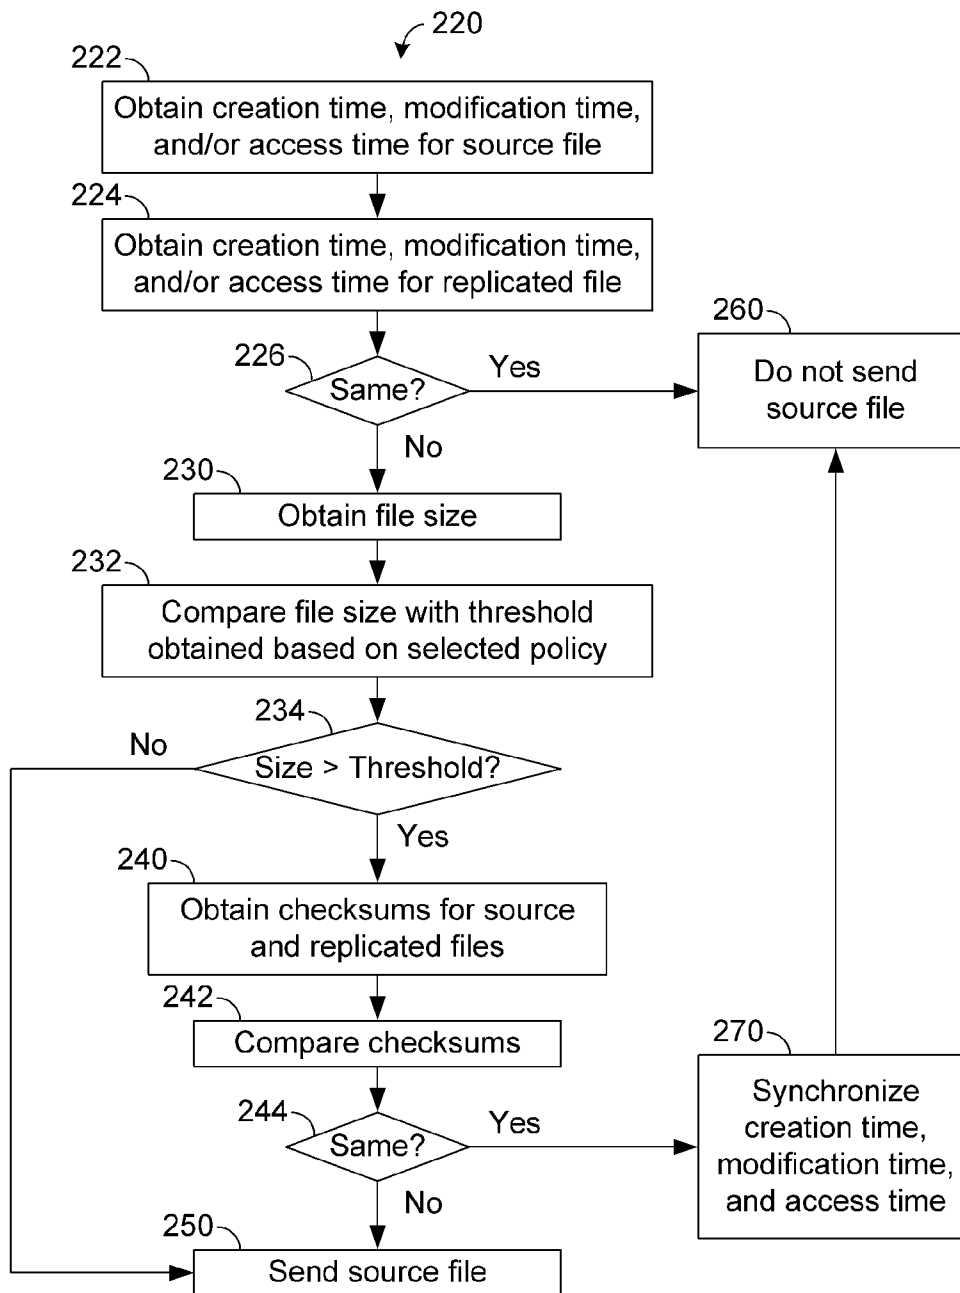 220
222
Obtain creation time, modification time,
and/or access time for source file
224
Obtain creation time, modification time,
and/or access time for replicated file
226
Same?
Yes
260
Do not send
source file
No
230
Obtain file size
232
Compare file size with threshold
obtained based on selected policy
234
No
Size > Threshold?
Yes
240
Obtain checksums for source
and replicated files
242
Compare checksums
244
Same?
Yes
270
Synchronize
creation time,
modification time,
and access time
No
250
Send source file